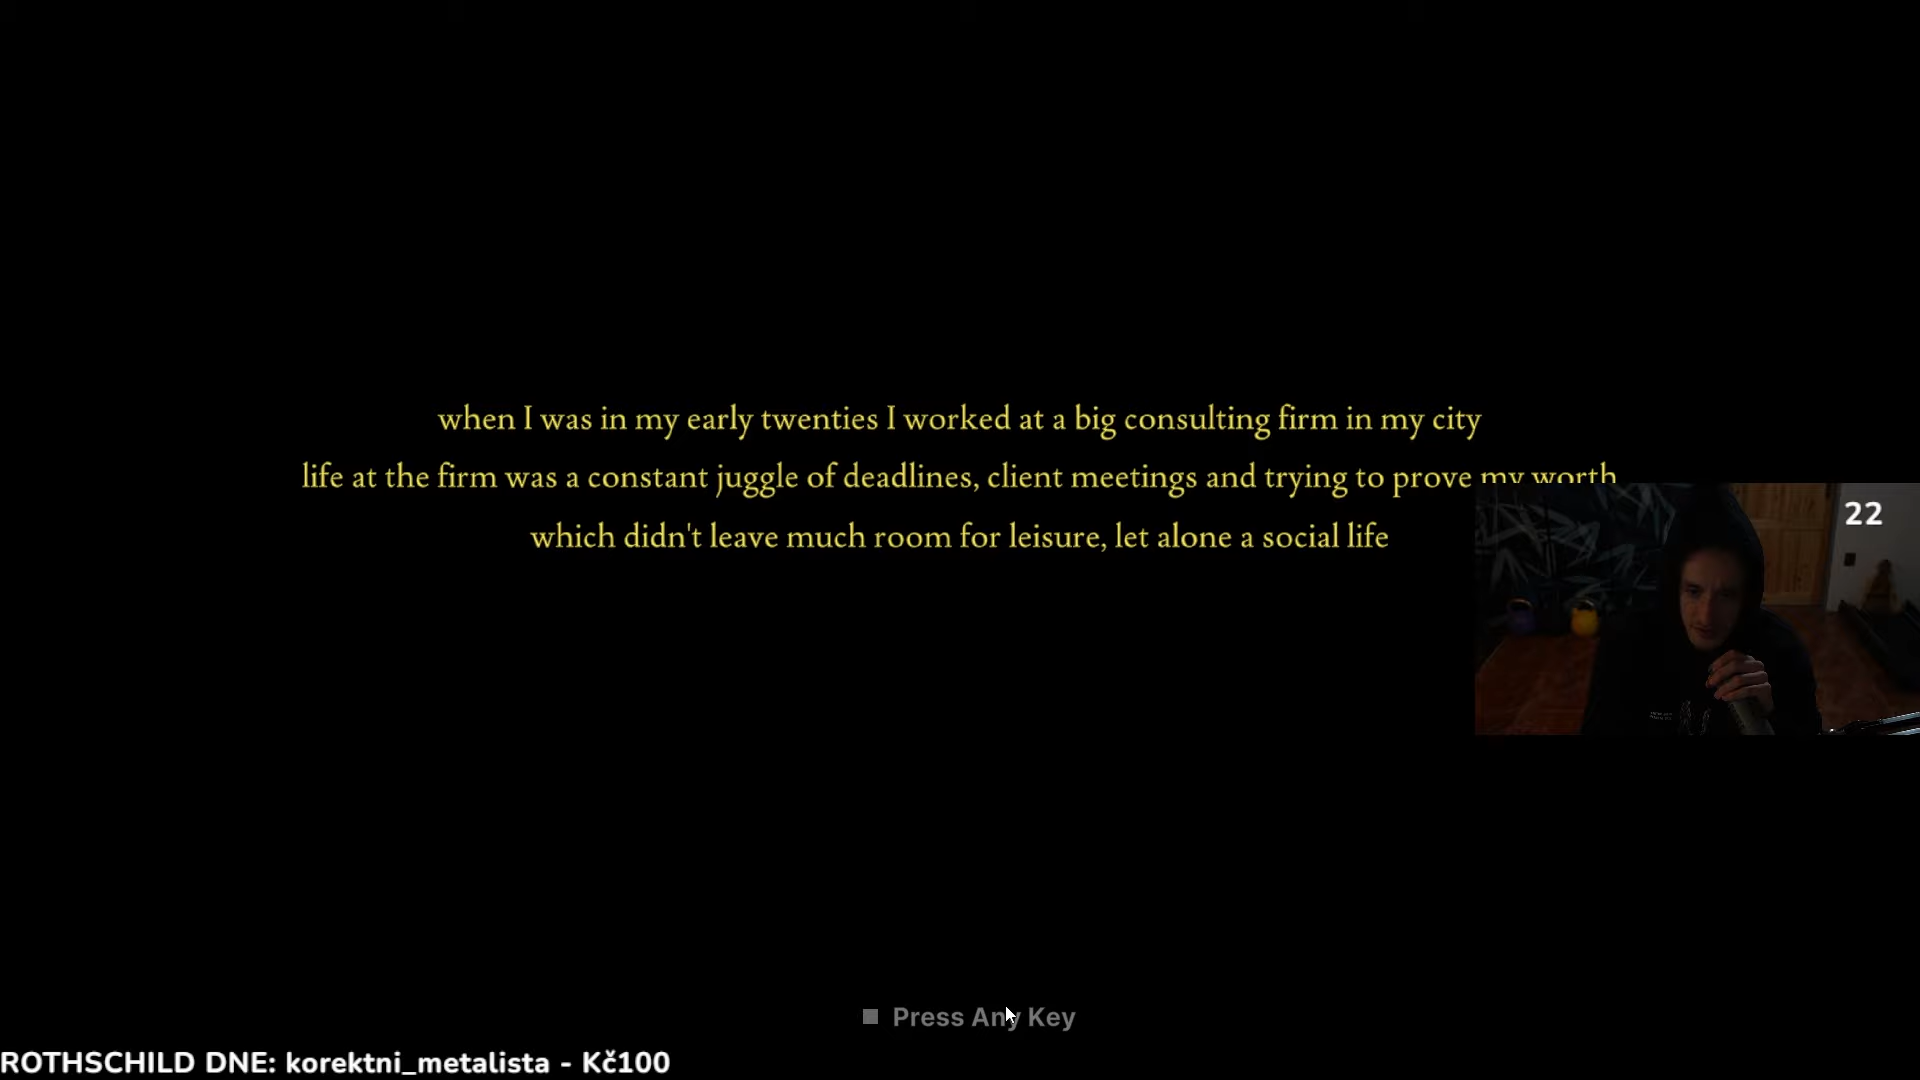 when I was in my early twenties I worked at a big consulting firm in my city
life at the firm was a constant juggle of deadlines, client meetings and trying to prove my worth
which didn't leave much room for leisure, let alone a social life
22
Press Any Key
ROTHSCHILD DNE: korektni_metalista - Kč100